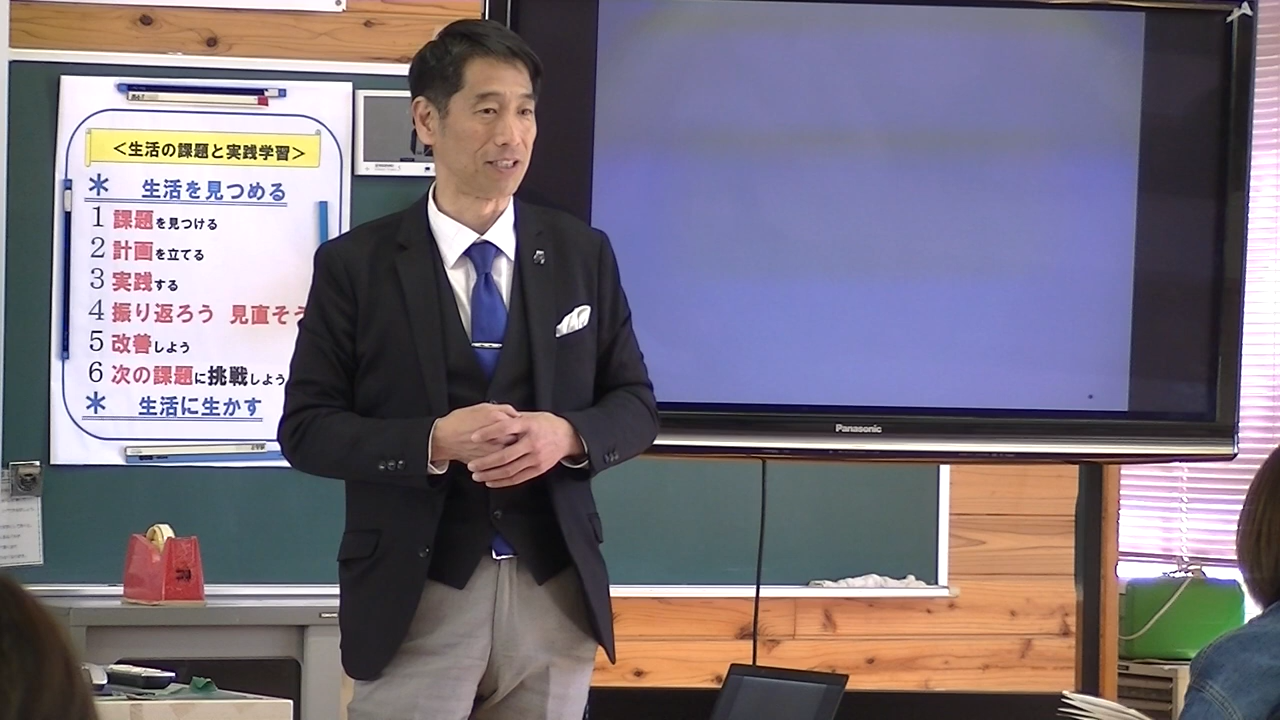 ＜生活の課題と実践学習＞
＊ 生活を見つめる
1 課題を見つける
2 計画を立てる
3 実践する
4 振り返ろう 見直そう
5 改善しよう
6 次の課題に挑戦しよう
＊ 生活に生かす
Panasonic